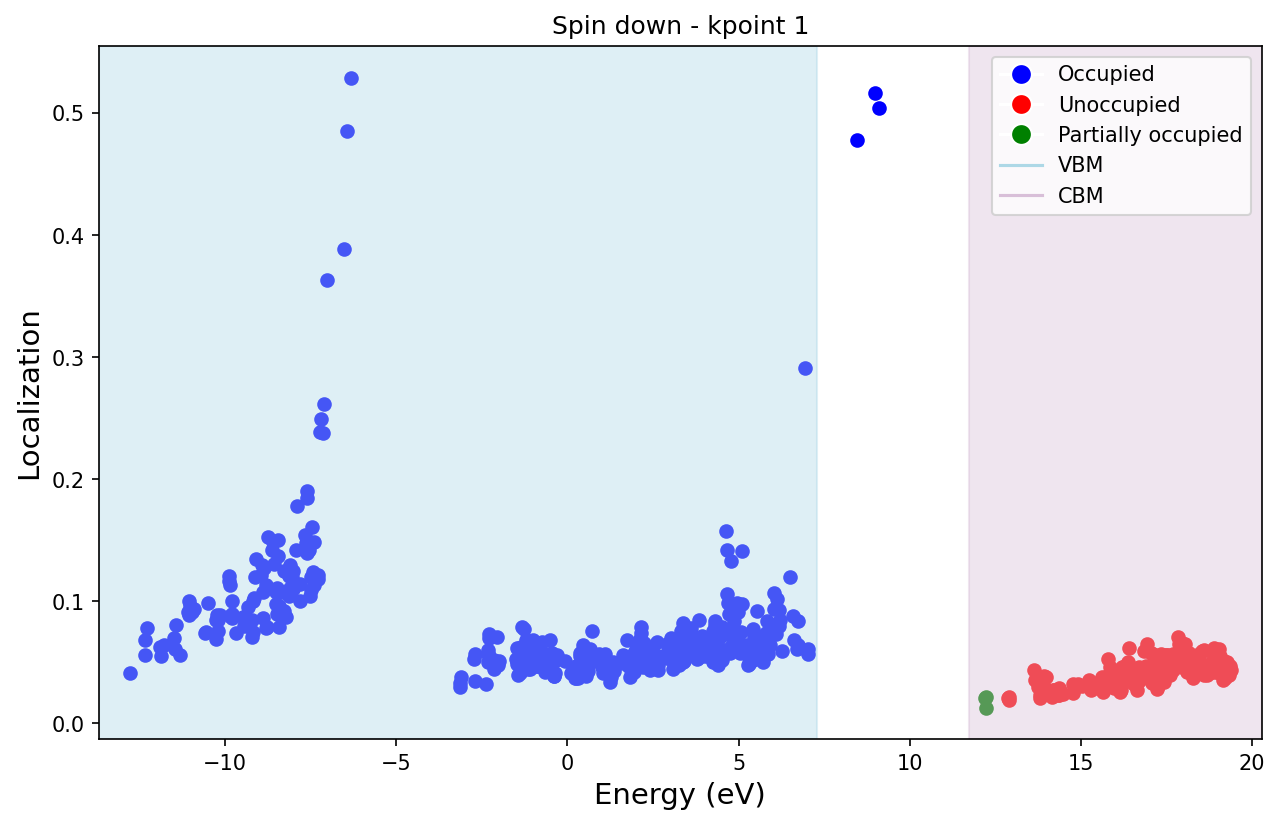 Spin down - kpoint 1
Localization
0.5
0.4
0.3
0.2
0.1
0.0
−10
−5
0
5
10
15
20
Energy (eV)
Occupied
Unoccupied
Partially occupied
VBM
CBM